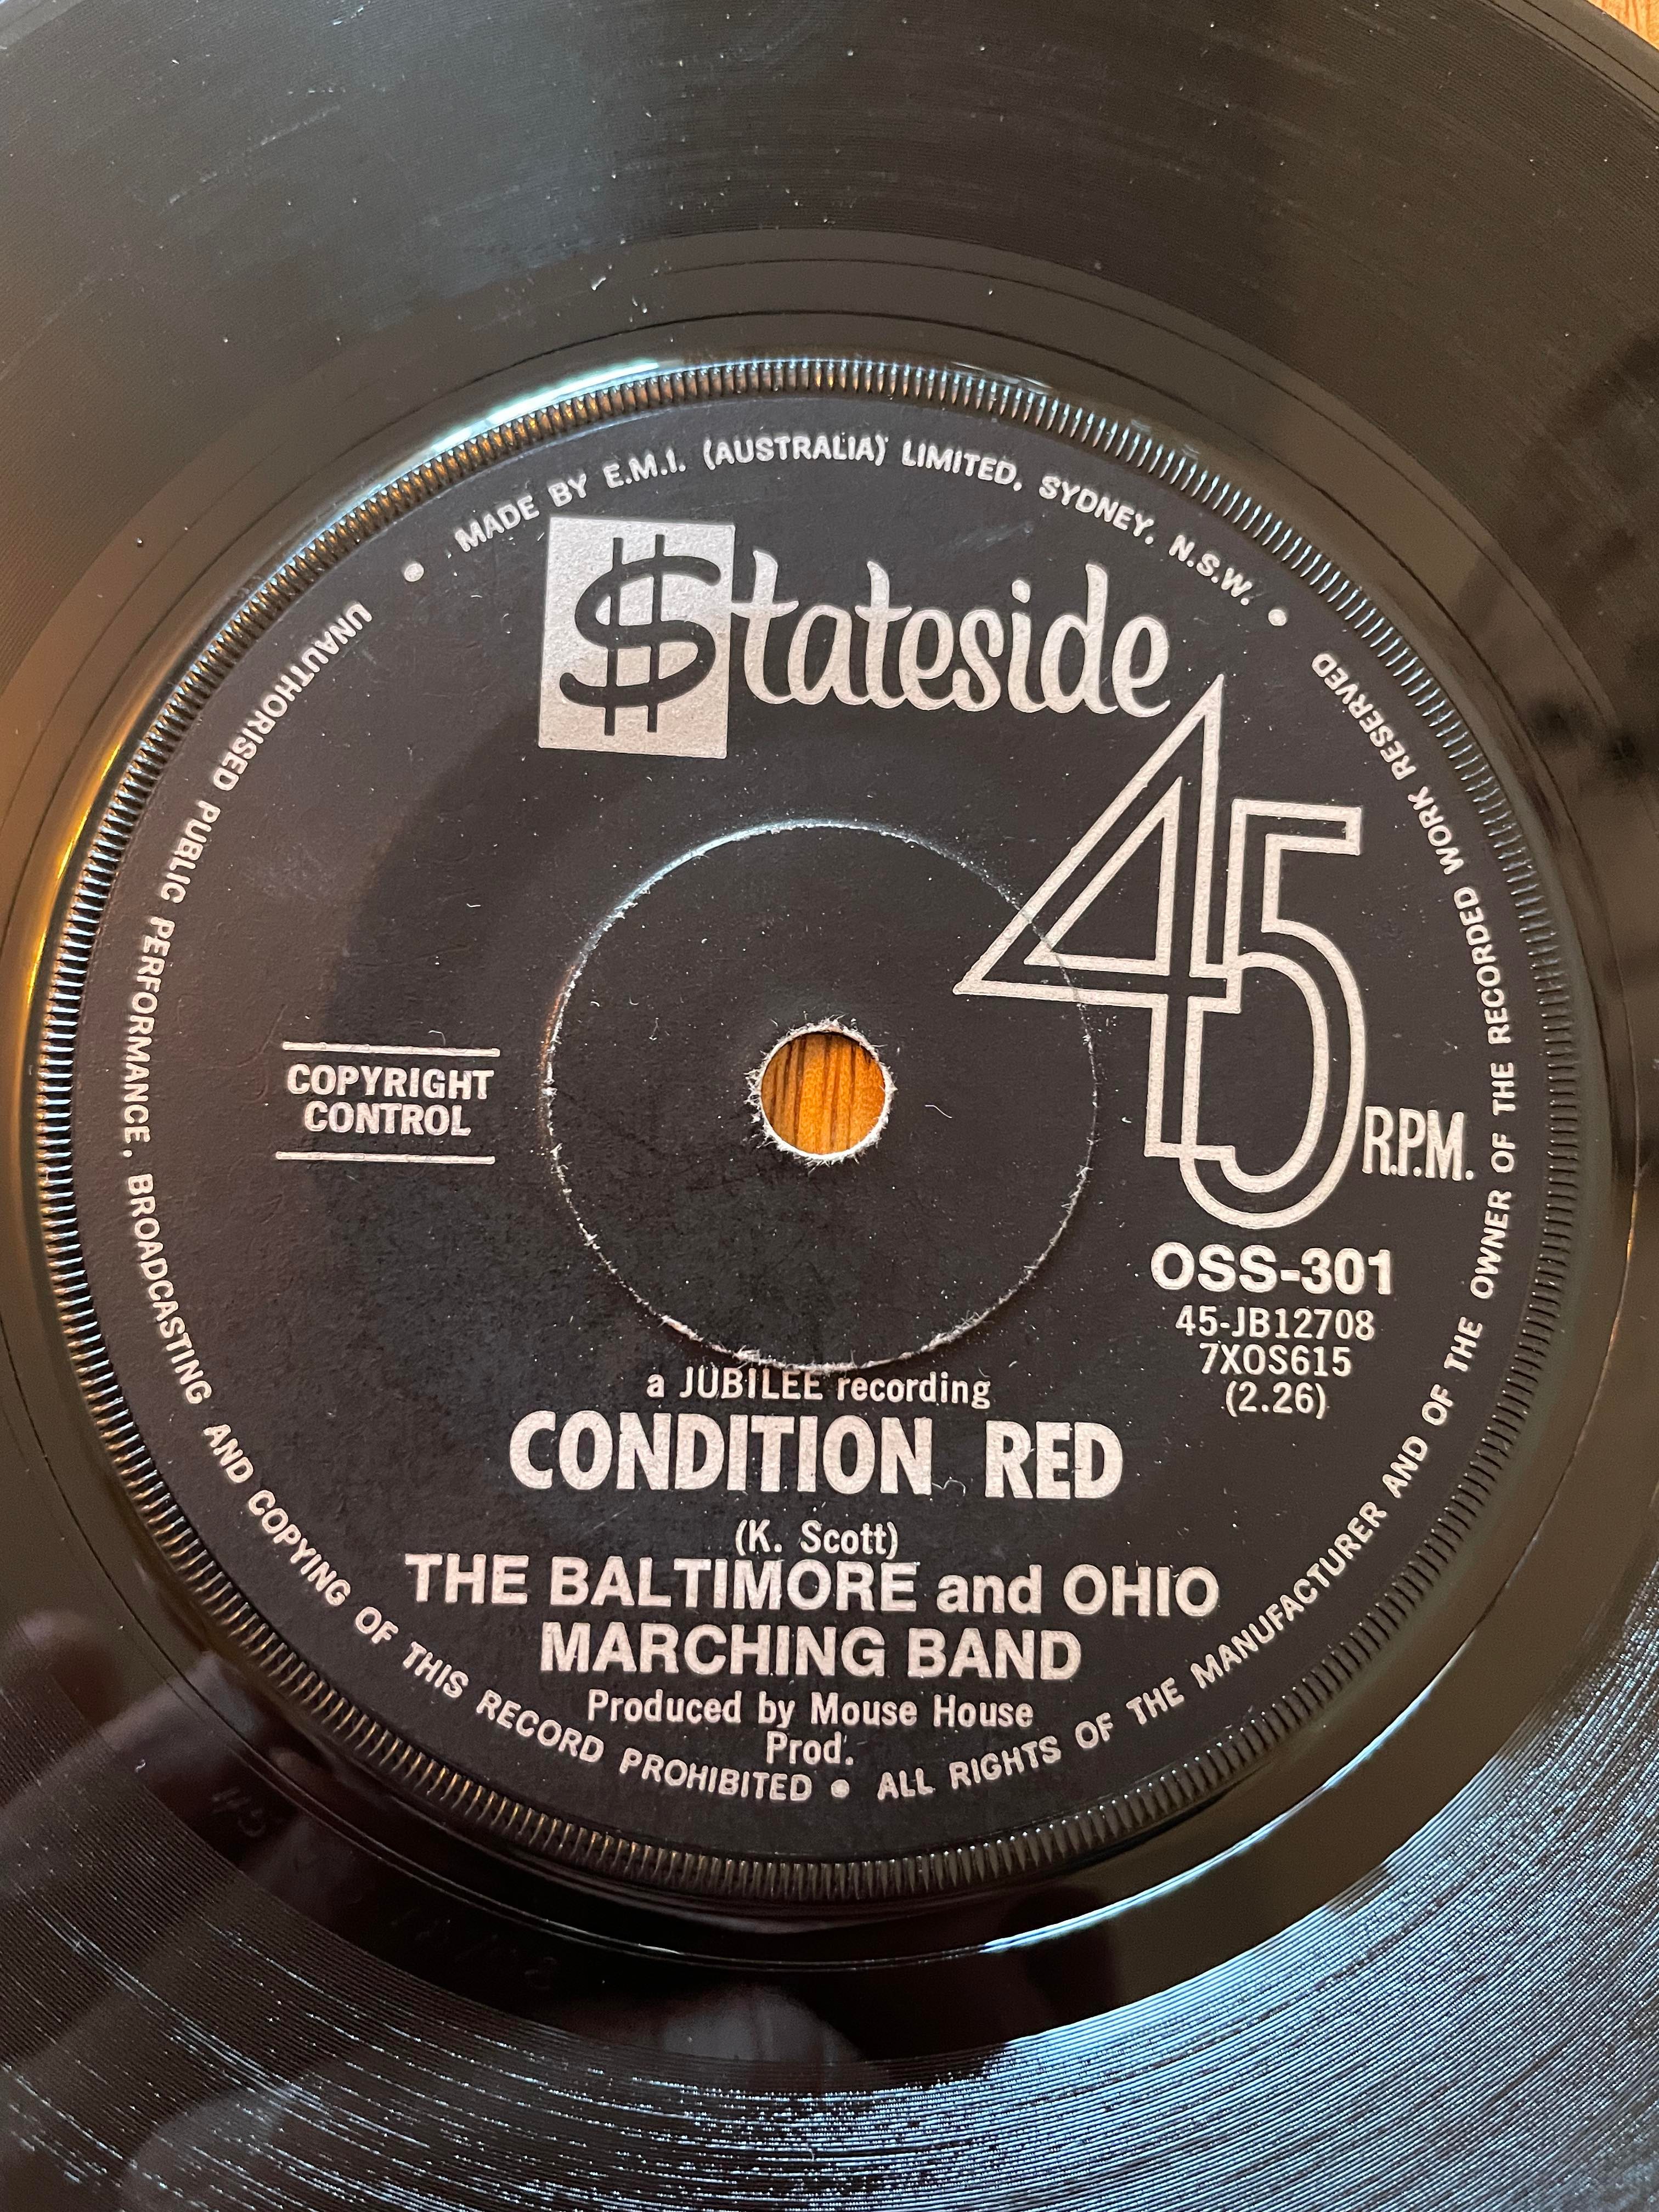 MADE BY E.M.I. (AUSTRALIA) LIMITED, SYDNEY, N.S.W. •
$tateside
45 R.P.M.
COPYRIGHT
CONTROL
OSS-301
45-JB12708
7XOS615
(2.26)
a JUBILEE recording
CONDITION RED
(K. Scott)
THE BALTIMORE and OHIO
MARCHING BAND
Produced by Mouse House
Prod.
UNAUTHORISED PUBLIC PERFORMANCE, BROADCASTING AND COPYING OF THIS RECORD PROHIBITED • ALL RIGHTS OF THE MANUFACTURER AND OF THE OWNER OF THE RECORDED WORK RESERVED